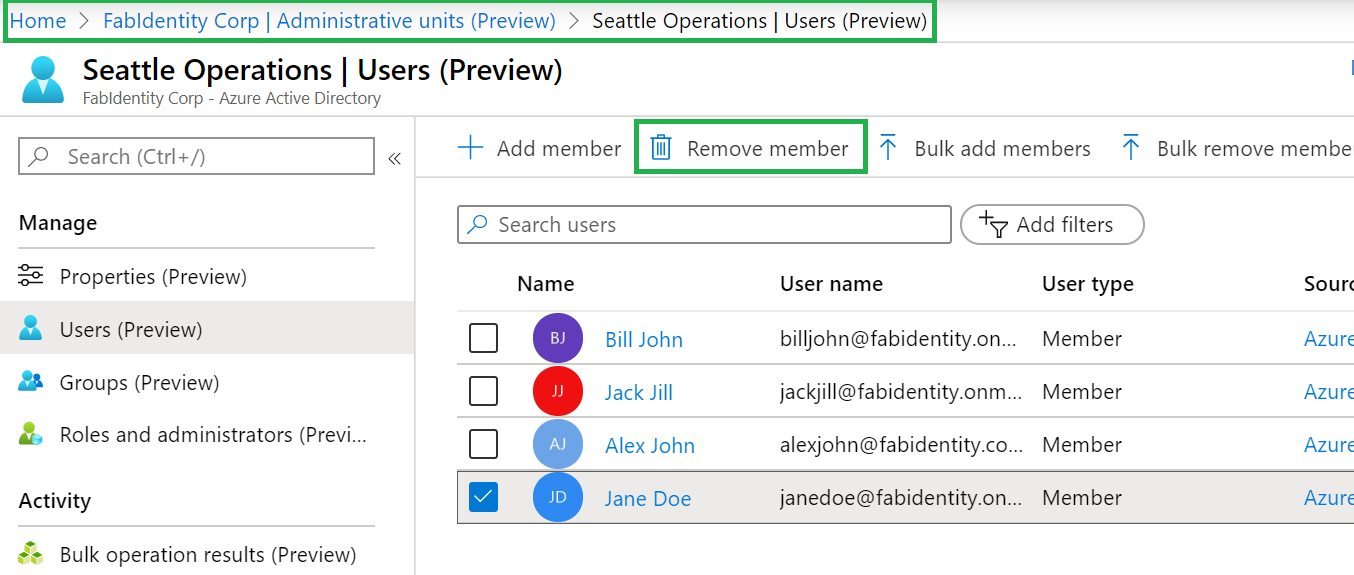 Home > FabIdentity Corp | Administrative units (Preview) > Seattle Operations | Users (Preview)
Seattle Operations | Users (Preview)
FabIdentity Corp - Azure Active Directory
Search (Ctrl+/)
«
Add member
Remove member
Bulk add members
Bulk remove membe
Manage
Properties (Preview)
Users (Preview)
Groups (Preview)
Roles and administrators (Previ...
Activity
Bulk operation results (Preview)
Search users
Add filters
Name User name User type Sourc
BJ Bill John billjohn@fabidentity.on... Member Azure
JJ Jack Jill jackjill@fabidentity.onm... Member Azure
AJ Alex John alexjohn@fabidentity.co... Member Azure
JD Jane Doe janedoe@fabidentity.on... Member Azure